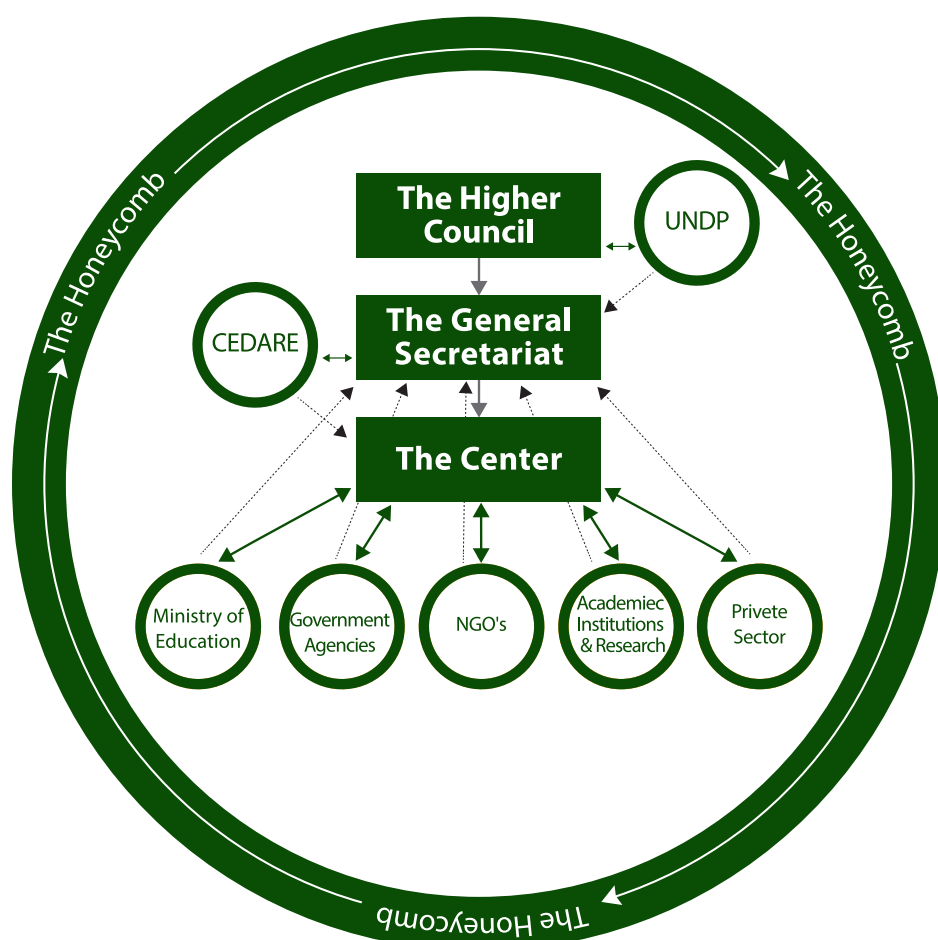 The Honeycomb
The Honeycomb
The Higher
Council
UNDP
The General
Secretariat
CEDARE
The Center
Ministry of
Education
Government
Agencies
NGO's
Academiec
Institutions
& Research
Privete
Sector
The Honeycomb